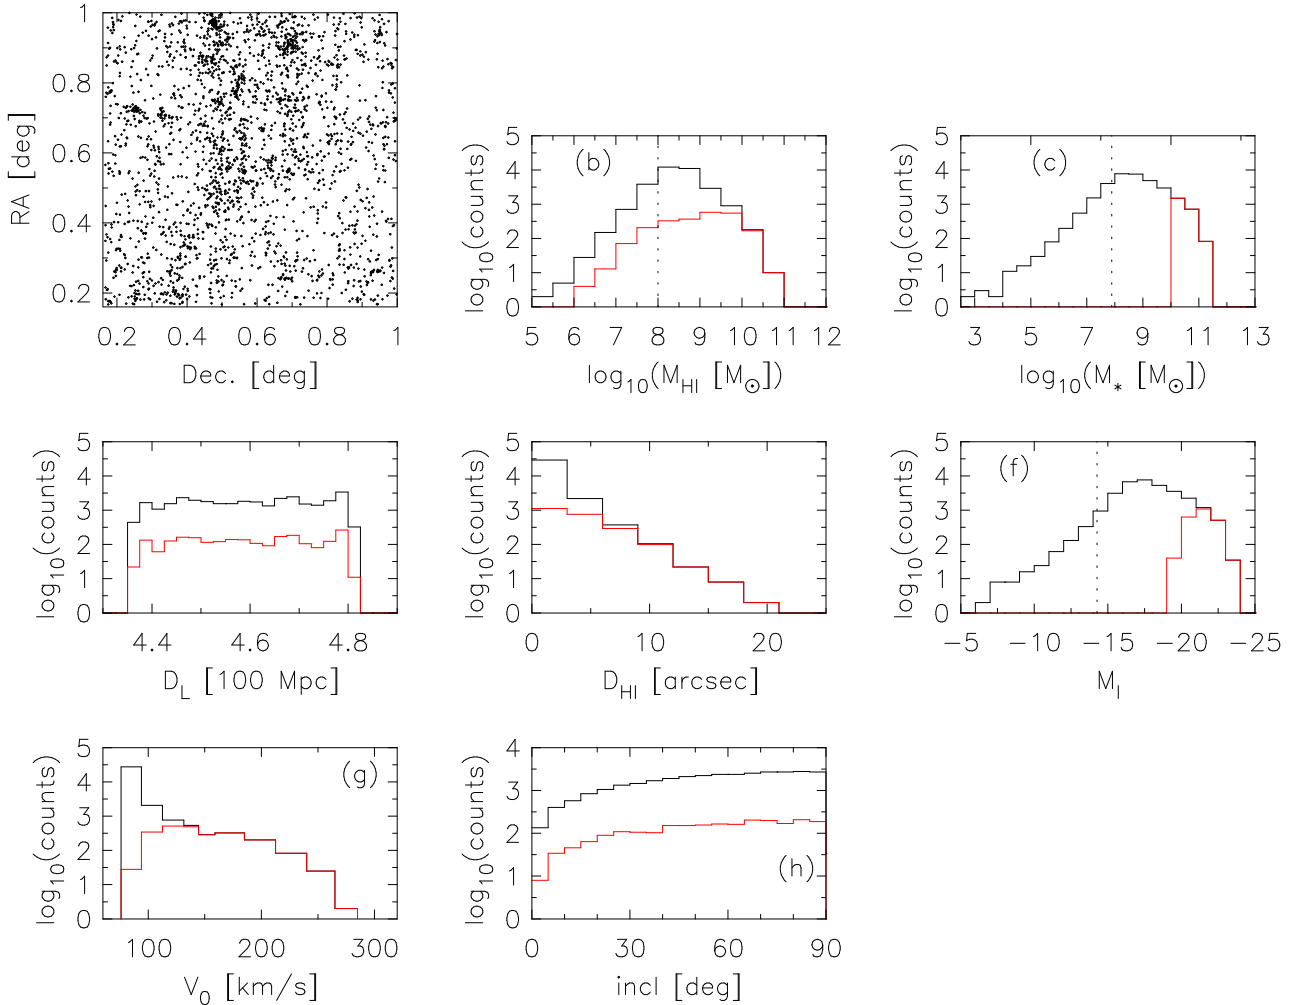 1
0.8
0.6
0.4
0.2
RA [deg]
0.2 0.4 0.6 0.8 1
Dec. [deg]
5
4
3
2
1
0
log10(counts)
(b)
5 6 7 8 9 10 11 12
log10(MHI [M⊙])
5
4
3
2
1
0
log10(counts)
(c)
3 5 7 9 11 13
log10(M* [M⊙])
5
4
3
2
1
0
log10(counts)
4.4 4.6 4.8
DL [100 Mpc]
5
4
3
2
1
0
log10(counts)
0 10 20
DHI [arcsec]
5
4
3
2
1
0
log10(counts)
(f)
−5 −10 −15 −20 −25
MI
5
4
3
2
1
0
log10(counts)
(g)
100 200 300
V0 [km/s]
4
3
2
1
0
log10(counts)
(h)
0 30 60 90
incl [deg]